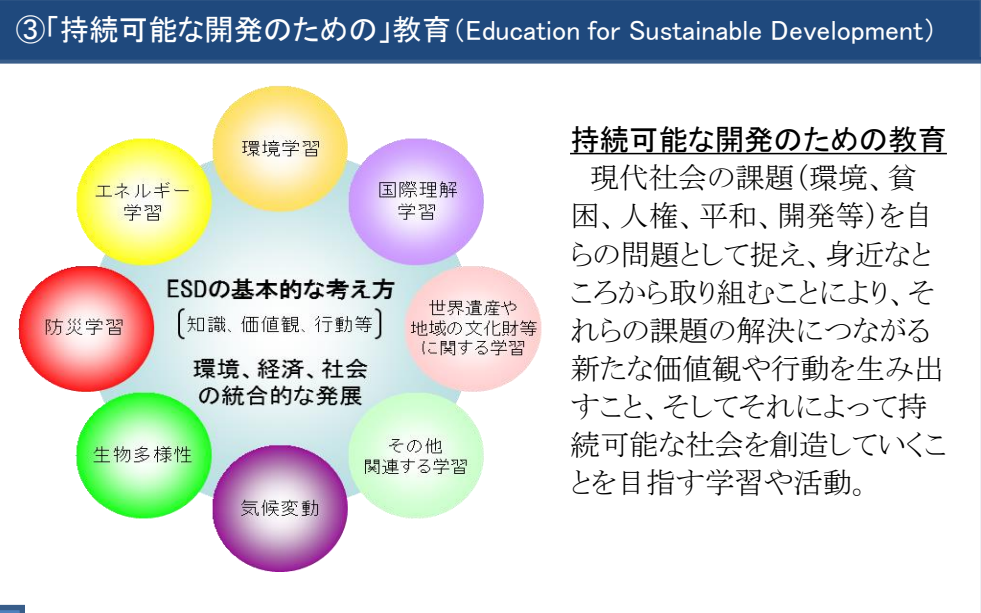 ③「持続可能な開発のための」教育(Education for Sustainable Development)
環境学習
エネルギー
学習
国際理解
学習
防災学習
ESDの基本的な考え方
[知識、価値観、行動等]
環境、経済、社会
の統合的な発展
世界遺産や
地域の文化財等
に関する学習
生物多様性
その他
関連する学習
気候変動
持続可能な開発のための教育
現代社会の課題(環境、貧
困、人権、平和、開発等)を自
らの問題として捉え、身近なと
ころから取り組むことにより、そ
れらの課題の解決につながる
新たな価値観や行動を生み出
すこと、そしてそれによって持
続可能な社会を創造していくこ
とを目指す学習や活動。